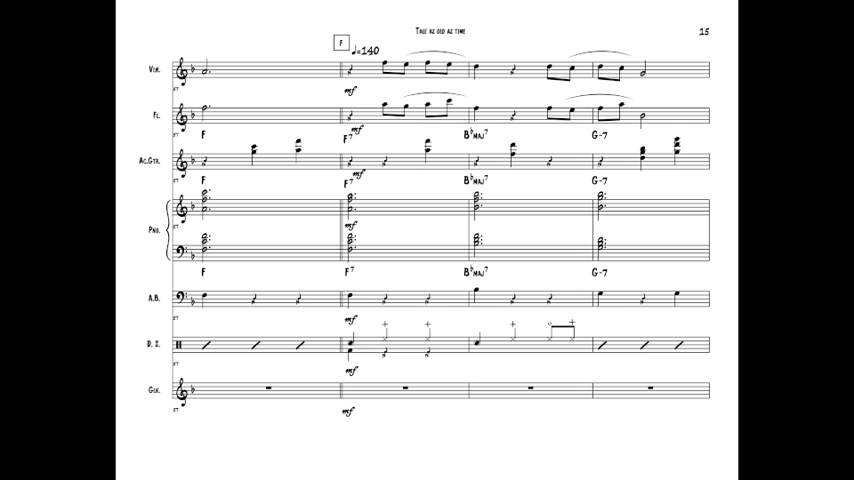 TALE AS OLD AS TIME
15
F
♩=140
VLN.
mf
FL.
mf
F F7 B♭MAJ7 G-7
AC.GTR.
mf
F F7 B♭MAJ7 G-7
PNO.
mf
F F7 B♭MAJ7 G-7
A.B.
mf
D. S.
mf
GLK.
mf